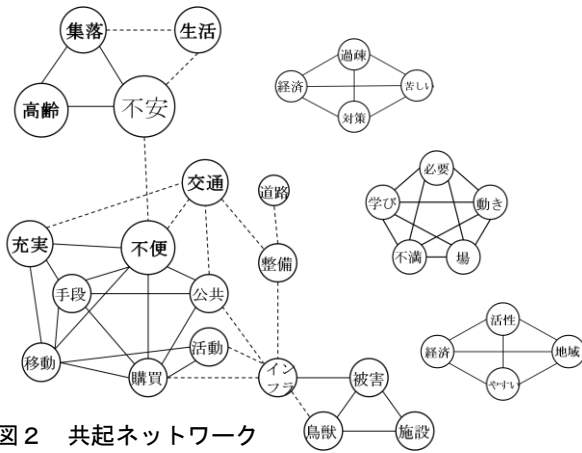 集落
生活
高齢
不安
過疎
経済
苦しい
対策
交通
道路
必要
学び
動き
不満
場
充実
不便
整備
手段
公共
移動
活動
購買
イン
フラ
被害
鳥獣
施設
活性
経済
地域
やすい
図2　共起ネットワーク